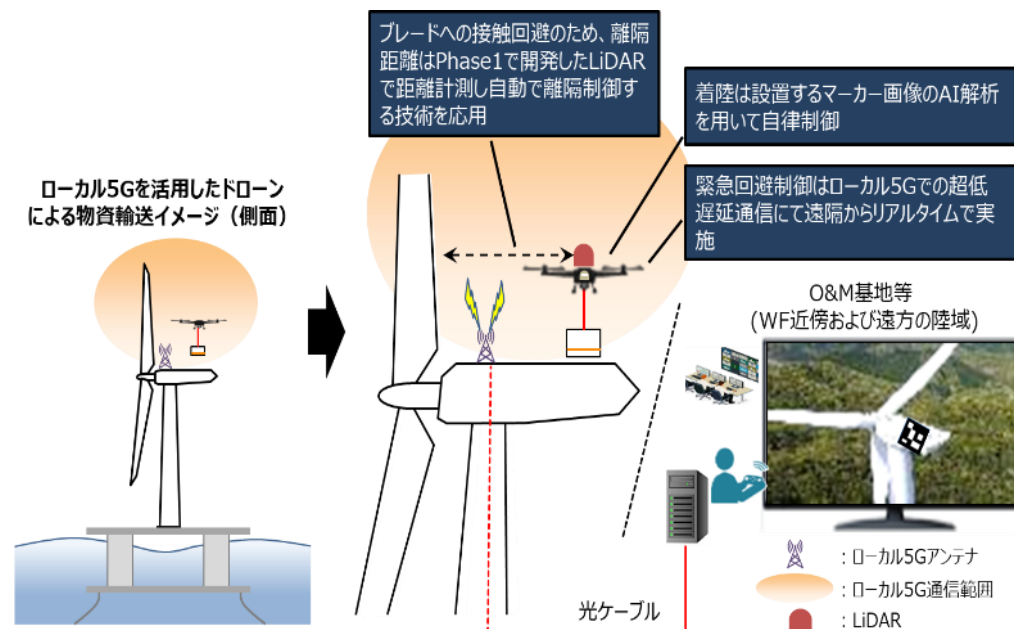 ブレードへの接触回避のため、離隔
距離はPhase1で開発したLiDAR
で距離計測し自動で離隔制御す
る技術を応用
着陸は設置するマーカー画像のAI解析
を用いて自律制御
緊急回避制御はローカル5Gでの超低
遅延通信にて遠隔からリアルタイムで実
施
ローカル5Gを活用したドローン
による物資輸送イメージ（側面）
O&M基地等
(WF近傍および遠方の陸域)
光ケーブル
：ローカル5Gアンテナ
：ローカル5G通信範囲
：LiDAR